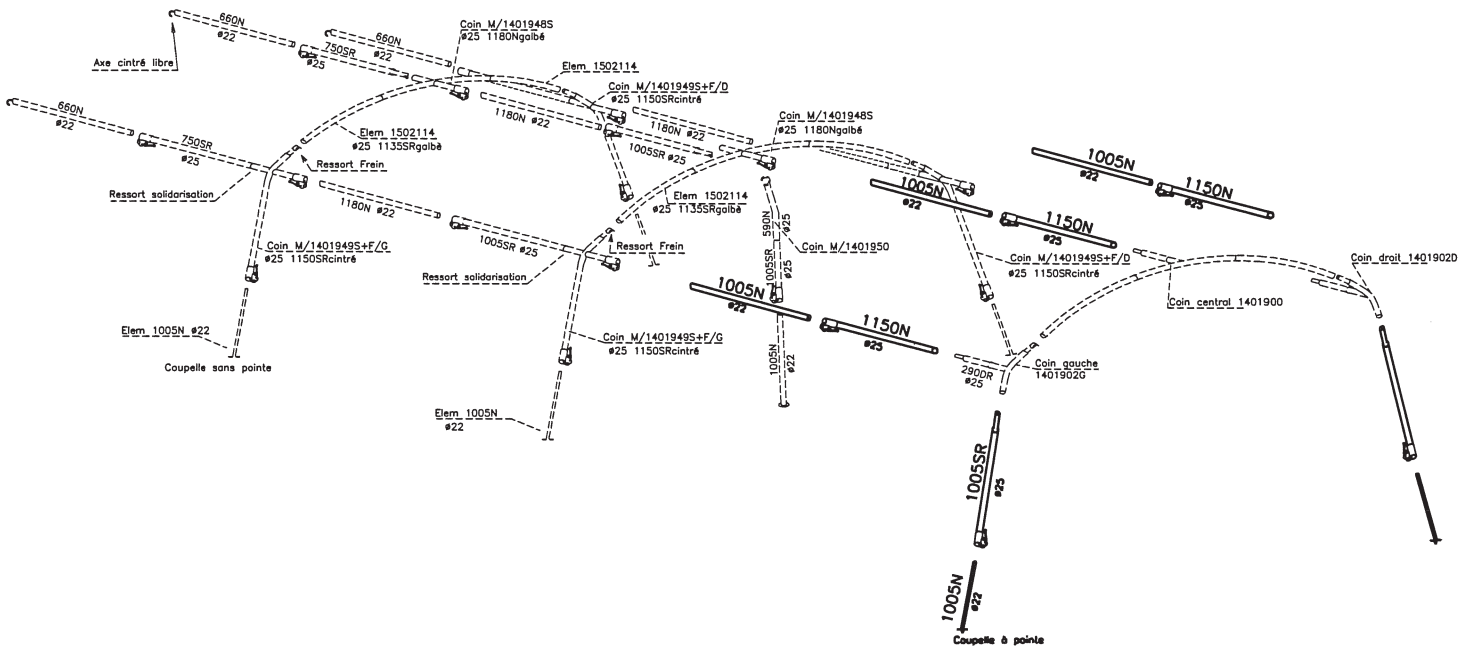 660N
ø22
Axe cintré libre
750SR
ø25
660N
ø22
Coin M/1401948S
ø25 1180Ngalbé
Elem 1502114
Coin M/1401949S+F/D
ø25 1150SRcintré
1180N ø22
1180N ø22
1005SR ø25
Coin M/1401948S
ø25 1180Ngalbé
660N
ø22
750SR
ø25
Elem 1502114
ø25 1135SRgalbé
Ressort Frein
Ressort solidarisation
1180N ø22
1005SR ø25
Elem 1502114
ø25 1135SRgalbé
Ressort Frein
Ressort solidarisation
590N
ø25
Coin M/1401950
1005SR
ø25
1005N
ø22
1005N
ø22
1150N
ø25
1005N
ø22
1150N
ø25
Coin M/1401949S+F/D
ø25 1150SRcintré
Coin droit 1401902D
Coin central 1401900
Coin M/1401949S+F/G
ø25 1150SRcintré
1005N
ø22
1150N
ø25
Elem 1005N ø22
Coupelle sans pointe
Coin M/1401949S+F/G
ø25 1150SRcintré
290DR
ø25
Coin gauche
1401902G
Elem 1005N
ø22
1005SR
ø25
1005N
ø22
Coupelle à pointe